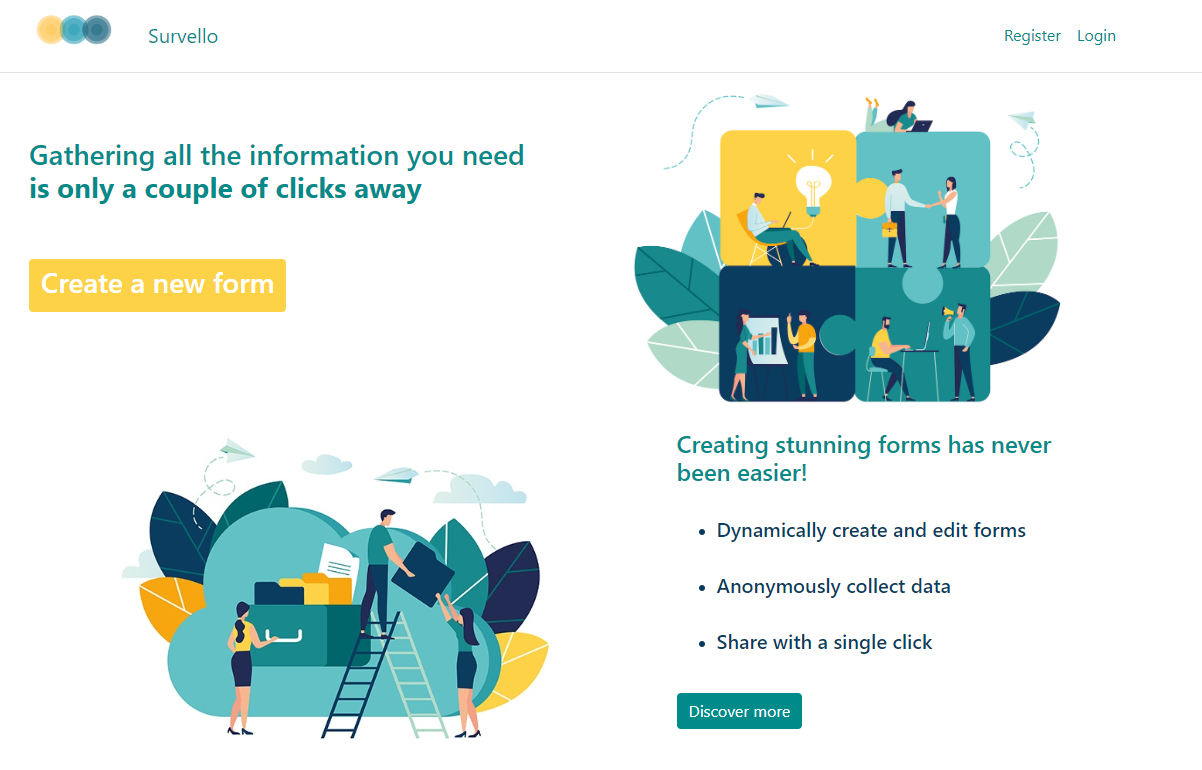 Survello
Register Login
Gathering all the information you need
is only a couple of clicks away
Create a new form
Creating stunning forms has never
been easier!
• Dynamically create and edit forms
• Anonymously collect data
• Share with a single click
Discover more